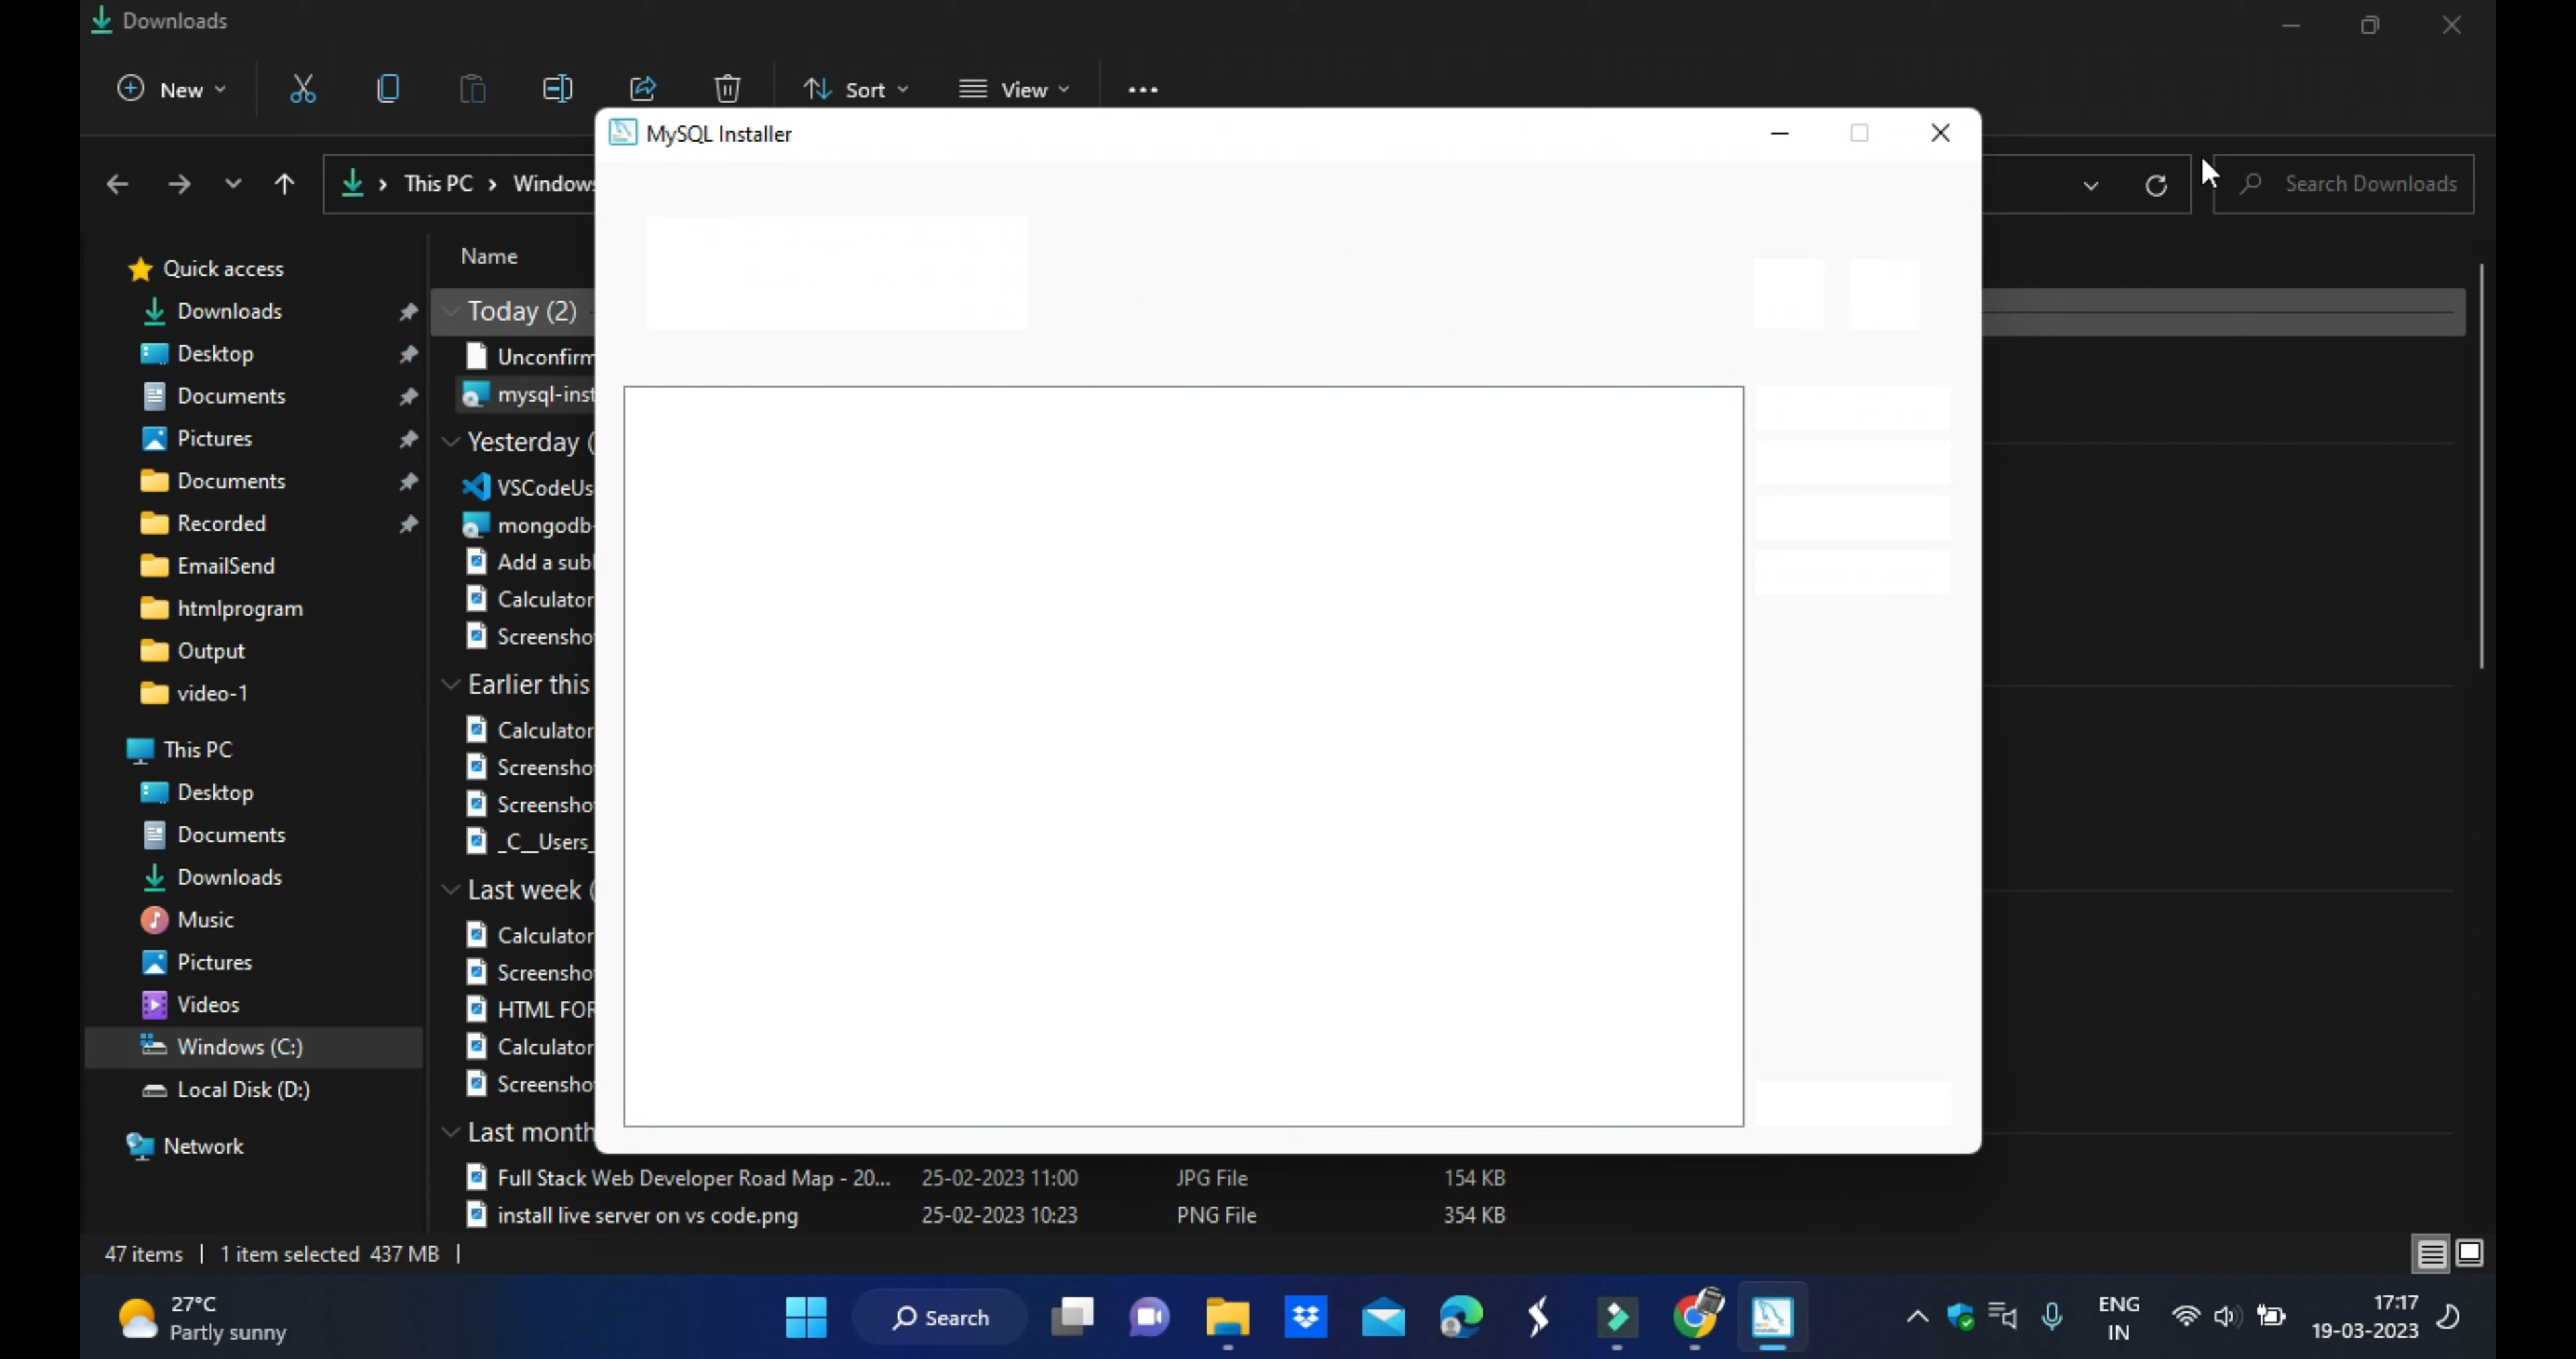 Downloads
New
Sort
View
MySQL Installer
This PC
Windows
Search Downloads
Name
Quick access
Downloads
Desktop
Documents
Pictures
Documents
Recorded
EmailSend
htmlprogram
Output
video-1
This PC
Desktop
Documents
Downloads
Music
Pictures
Videos
Windows (C:)
Local Disk (D:)
Network
Today (2)
Unconfirm
mysql-inst
Yesterday (
VSCodeUs
mongodb-
Add a subl
Calculator
Screensho
Earlier this
Calculator
Screensho
Screensho
_C__Users_
Last week (
Calculator
Screensho
HTML FOR
Calculator
Screensho
Last month
Full Stack Web Developer Road Map - 20... 25-02-2023 11:00 JPG File 154 KB
install live server on vs code.png 25-02-2023 10:23 PNG File 354 KB
47 items 1 item selected 437 MB
27°C
Partly sunny
Search
ENG
IN
17:17
19-03-2023